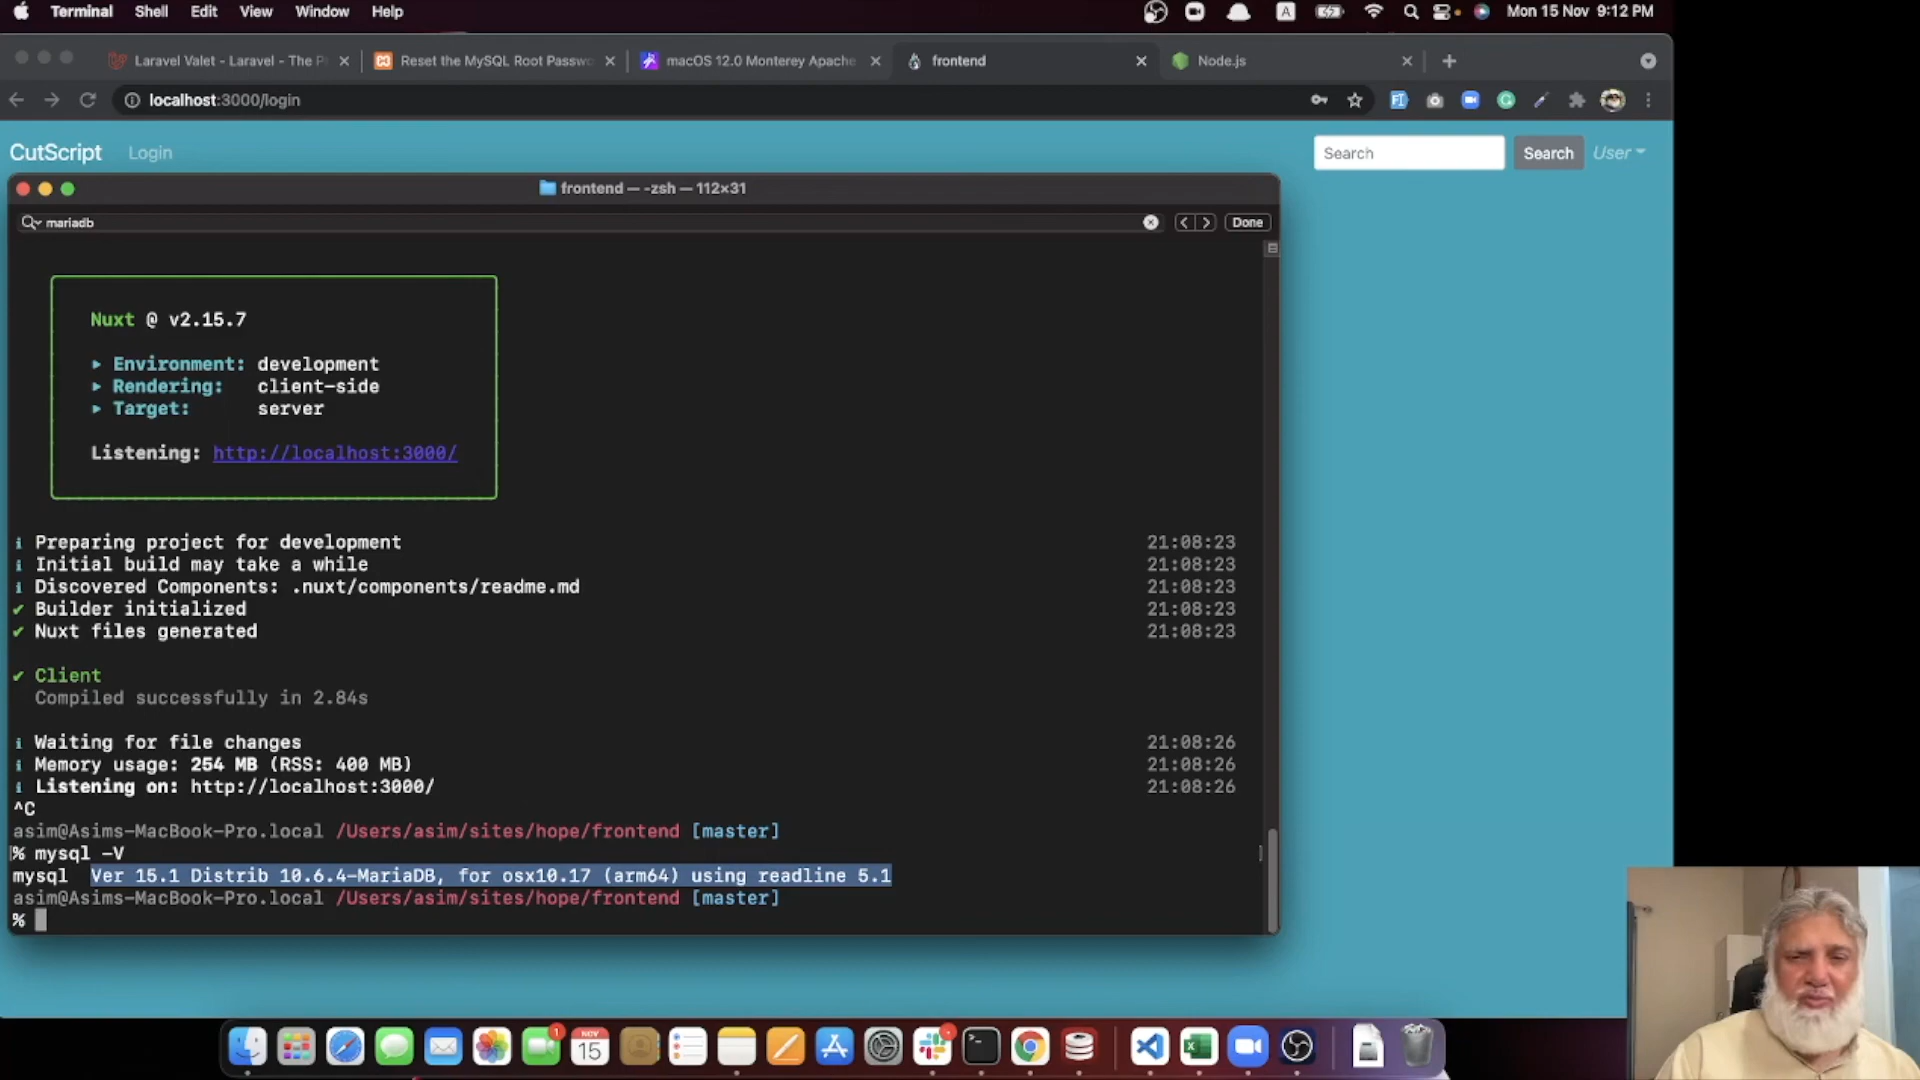 Terminal Shell Edit View Window Help
A
Mon 15 Nov 9:12 PM
Laravel Valet - Laravel - The P
Reset the MySQL Root Passwo
macOS 12.0 Monterey Apache
frontend
Node.js
localhost:3000/login
CutScript Login
Search
Search
User
frontend — -zsh — 112×31
mariadb
Done
Nuxt @ v2.15.7
▸ Environment: development
▸ Rendering: client-side
▸ Target: server
Listening: http://localhost:3000/
i Preparing project for development 21:08:23
i Initial build may take a while 21:08:23
i Discovered Components: .nuxt/components/readme.md 21:08:23
✔ Builder initialized 21:08:23
✔ Nuxt files generated 21:08:23
✔ Client
Compiled successfully in 2.84s
i Waiting for file changes 21:08:26
i Memory usage: 254 MB (RSS: 400 MB) 21:08:26
i Listening on: http://localhost:3000/ 21:08:26
^C
asim@Asims-MacBook-Pro.local /Users/asim/sites/hope/frontend [master]
% mysql -V
mysql Ver 15.1 Distrib 10.6.4-MariaDB, for osx10.17 (arm64) using readline 5.1
asim@Asims-MacBook-Pro.local /Users/asim/sites/hope/frontend [master]
%
1
NOV
15